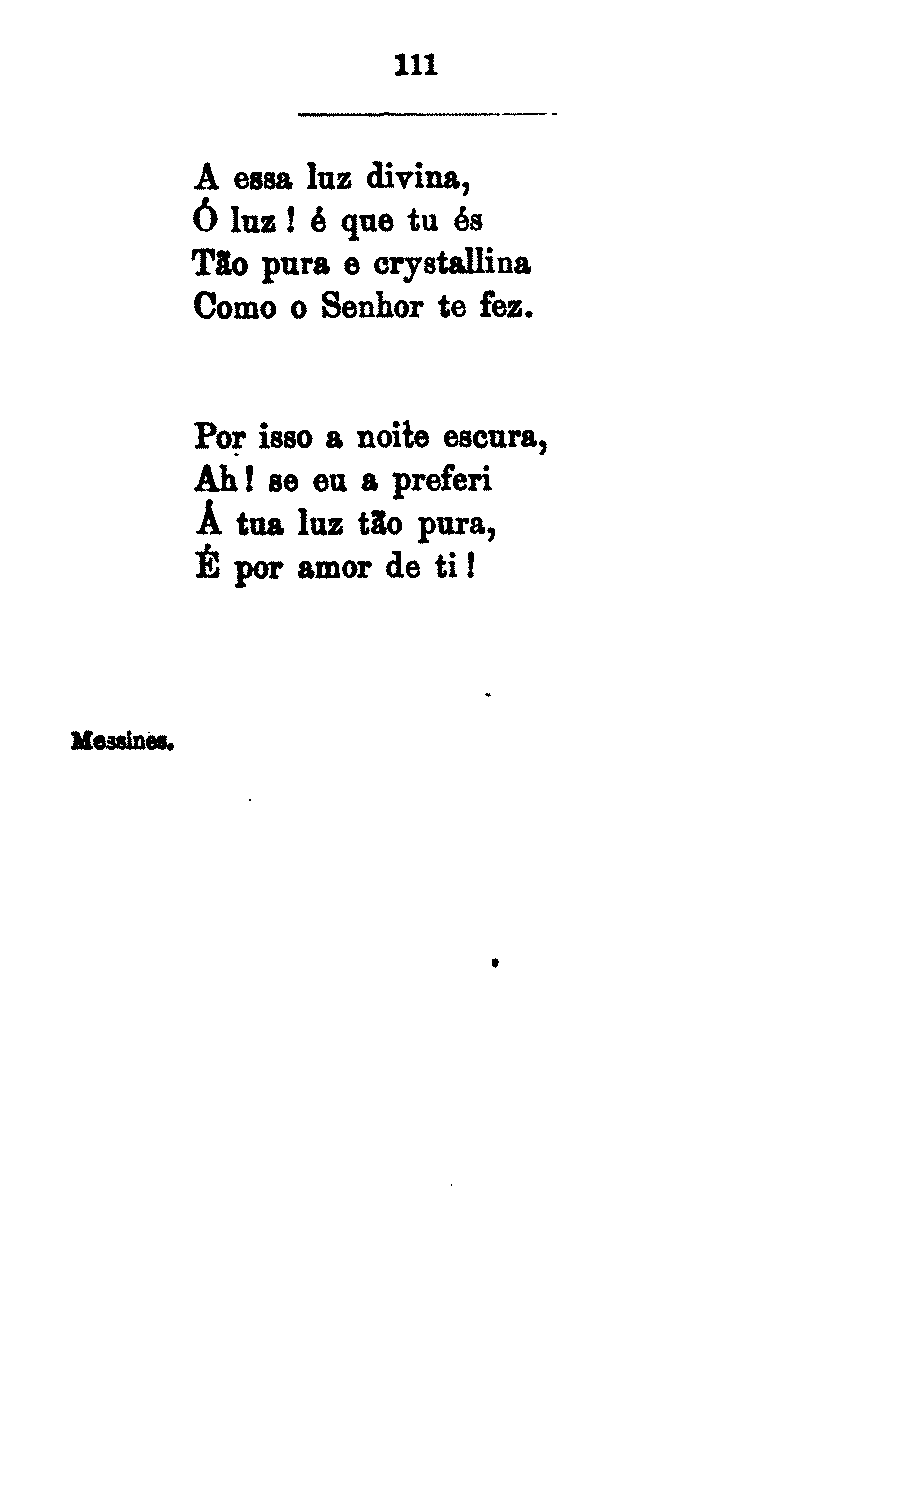 111
A essa luz divina,
Ó luz ! é que tu és
Tão pura e crystallina
Como o Senhor te fez.
Por isso a noite escura,
Ah ! se eu a preferi
Á tua luz tão pura,
É por amor de ti !
Messines.